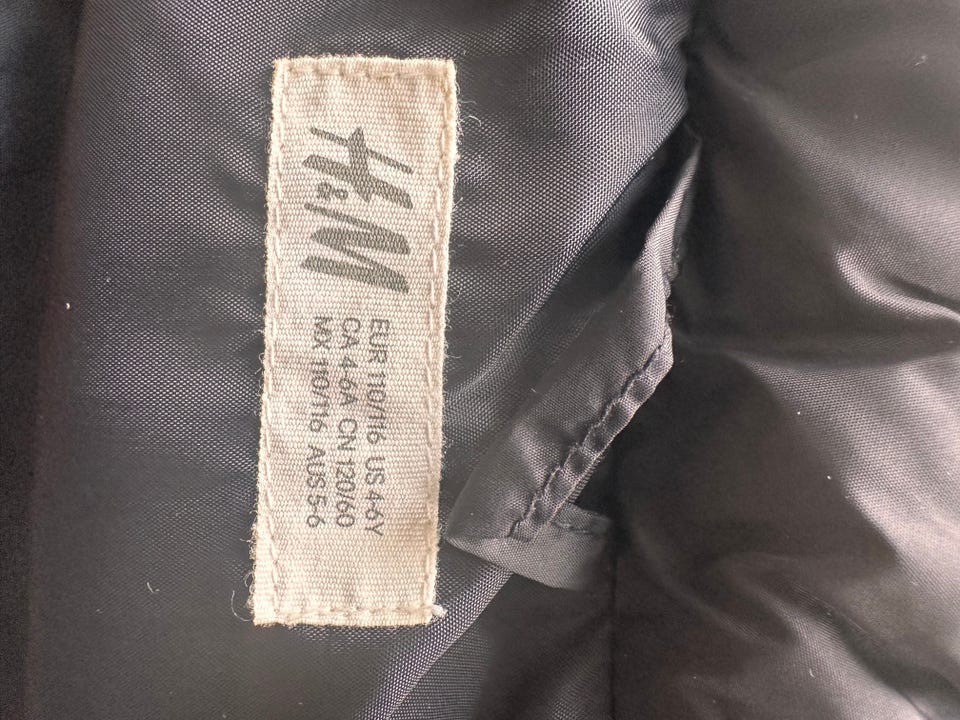 H&M
EUR 110/116 US 4-6Y
CA 4-6A CN 120/60
MX 110/116 AUS 5-6